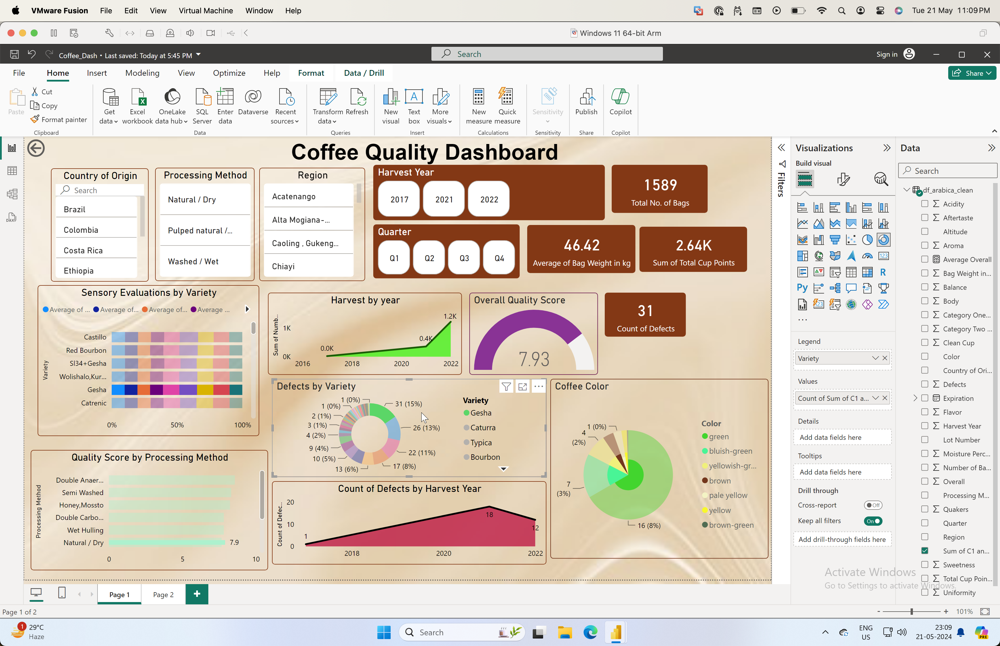 VMware Fusion File Edit View Virtual Machine Window Help
Tue 21 May 11:09 PM
Windows 11 64-bit Arm
Coffee_Dash • Last saved: Today at 5:45 PM
Search
Sign in
File Home Insert Modeling View Optimize Help Format Data / Drill
Share
Paste
Cut
Copy
Format painter
Clipboard
Get data
Excel workbook
OneLake data hub
SQL Server
Enter data
Dataverse
Recent sources
Data
Transform data
Refresh
Queries
New visual
Text box
More visuals
Insert
New measure
Quick measure
Calculations
Sensitivity
Sensitivity
Publish
Share
Copilot
Copilot
DAX
Coffee Quality Dashboard
Country of Origin
Search
Brazil
Colombia
Costa Rica
Ethiopia
Processing Method
Natural / Dry
Pulped natural /...
Washed / Wet
Region
Acatenango
Alta Mogiana-...
Caoling , Gukeng...
Chiayi
Harvest Year
2017 2021 2022
Quarter
Q1 Q2 Q3 Q4
1589
Total No. of Bags
46.42
Average of Bag Weight in kg
2.64K
Sum of Total Cup Points
Sensory Evaluations by Variety
Average of ... Average of... Average of... Average ...
Variety
Castillo
Red Bourbon
Sl34+Gesha
Wolishalo,Kur...
Gesha
Catrenic
0% 50% 100%
Harvest by year
Sum of Numb...
1K
0K
0.0K
0.4K
1.2K
2016 2018 2020 2022
Overall Quality Score
7.93
31
Count of Defects
Defects by Variety
1 (0%)
1 (0%)
2 (1%)
3 (1%)
4 (2%)
9 (4%)
10 (5%)
13 (6%)
17 (8%)
22 (11%)
26 (13%)
31 (15%)
Variety
Gesha
Caturra
Typica
Bourbon
Coffee Color
1 (0%)
4
(2%)
7
(3%)
16 (8%)
Color
green
bluish-green
yellowish-gr...
brown
pale yellow
yellow
brown-green
Quality Score by Processing Method
Processing Method
Double Anaer...
Semi Washed
Honey,Mossto
Double Carbo...
Wet Hulling
Natural / Dry
7.9
0 5 10
Count of Defects by Harvest Year
Count of Defec...
20
10
0
1
18
12
2018 2020 2022
Filters
Visualizations
Build visual
123
R
Py
123
...
Legend
Variety
Values
Count of Sum of C1 a...
Details
Add data fields here
Tooltips
Add data fields here
Drill through
Cross-report
Off
Keep all filters
On
Add drill-through fields here
Data
Search
df_arabica_clean
Acidity
Aftertaste
Altitude
Aroma
Average Overall
Bag Weight in...
Balance
Body
Category One...
Category Two ...
Clean Cup
Color
Country of Ori...
Defects
Expiration
Flavor
Harvest Year
Lot Number
Moisture Perc...
Number of Ba...
Overall
Processing M...
Quakers
Quarter
Region
Sum of C1 an...
Sweetness
Total Cup Poin...
Uniformity
Activate Windows
Go to Settings to activate Windows.
Page 1
Page 2
+
Page 1 of 2
- + 101%
1
29°C
Haze
Search
ENG
US
23:09
21-05-2024
PRE